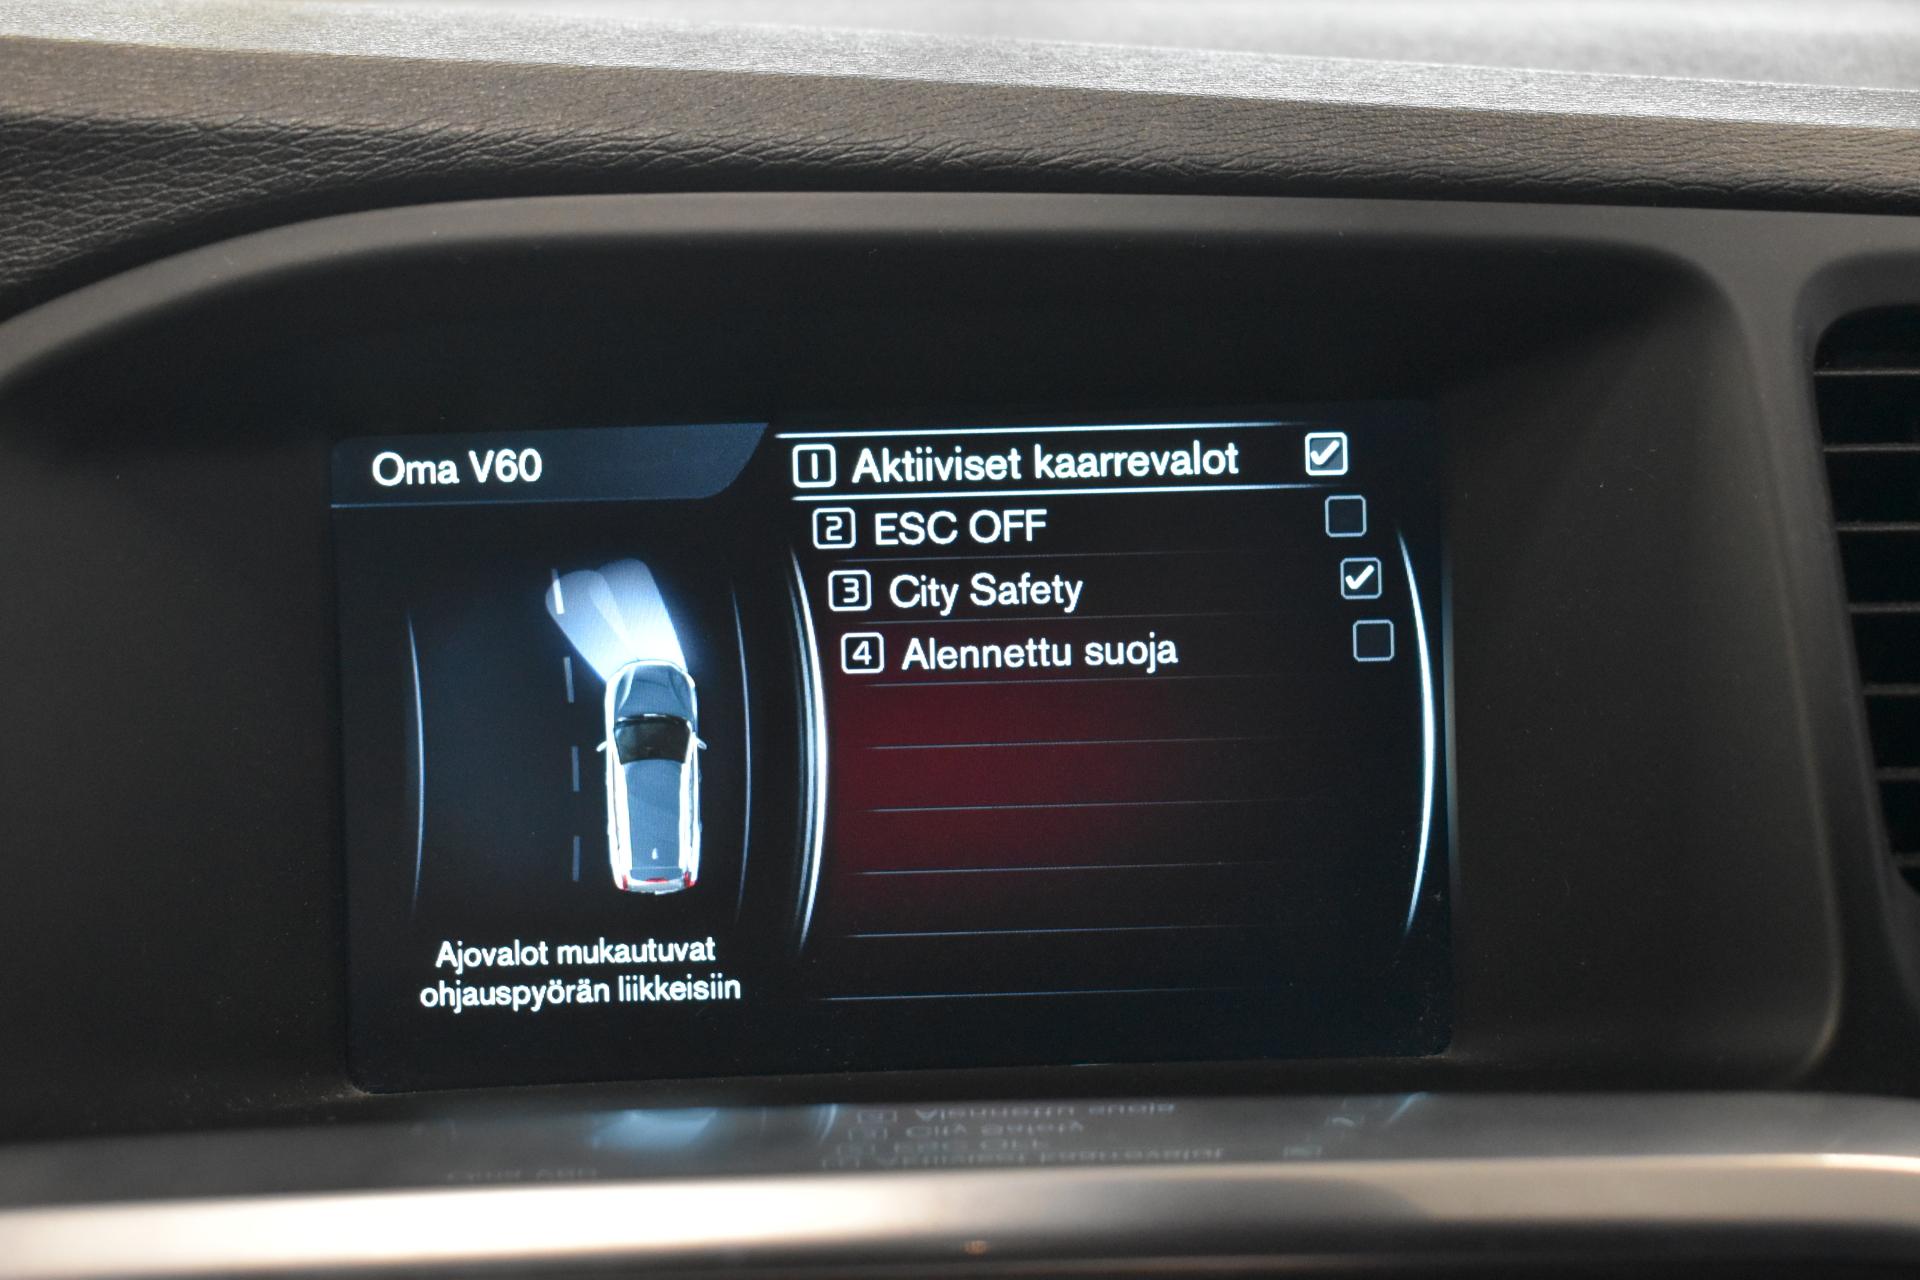 Oma V60
1 Aktiiviset kaarrevalot
2 ESC OFF
3 City Safety
4 Alennettu suoja
Ajovalot mukautuvat
ohjauspyörän liikkeisiin